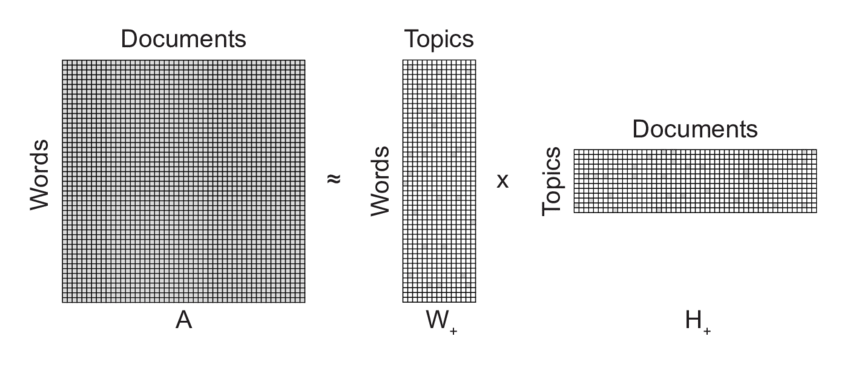 Documents
Words
A
≈
Topics
Words
W+
x
Documents
Topics
H+